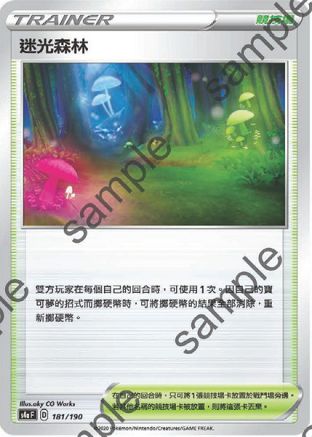 TRAINER
競技場
迷光森林
sample
sample
sample
sample
sample
雙方玩家在每個自己的回合時,可使用1次。因自己的寶
可夢的招式而擲硬幣時,可將擲硬幣的結果全部消除,重
新擲硬幣。
Illus.aky CO Works
s4a F D 181/190
在自己的回合時,只可將1張競技場卡放置於戰鬥場旁邊。
若其他名稱的競技場卡被放置,則將這張卡丟棄。
©2020 Pokémon/Nintendo/Creatures/GAME FREAK.